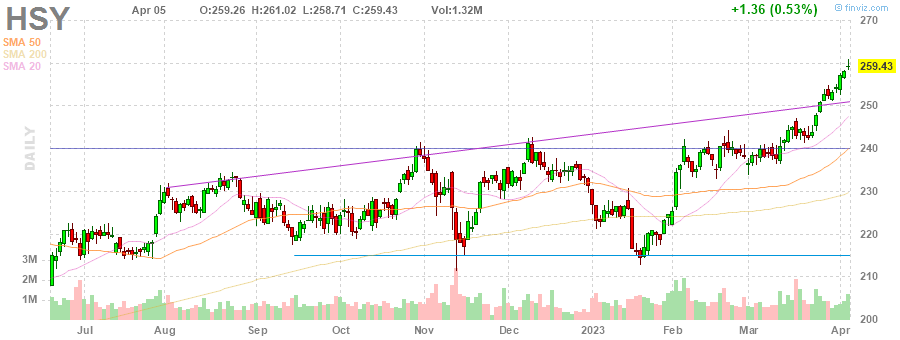 HSY Apr 05 O:259.26 H:261.02 L:258.71 C:259.43 Vol:1.32M +1.36 (0.53%) finviz.com
SMA 50
SMA 200
SMA 20
270
259.43
250
240
230
220
210
200
DAILY
3M
2M
1M
Jul Aug Sep Oct Nov Dec 2023 Feb Mar Apr